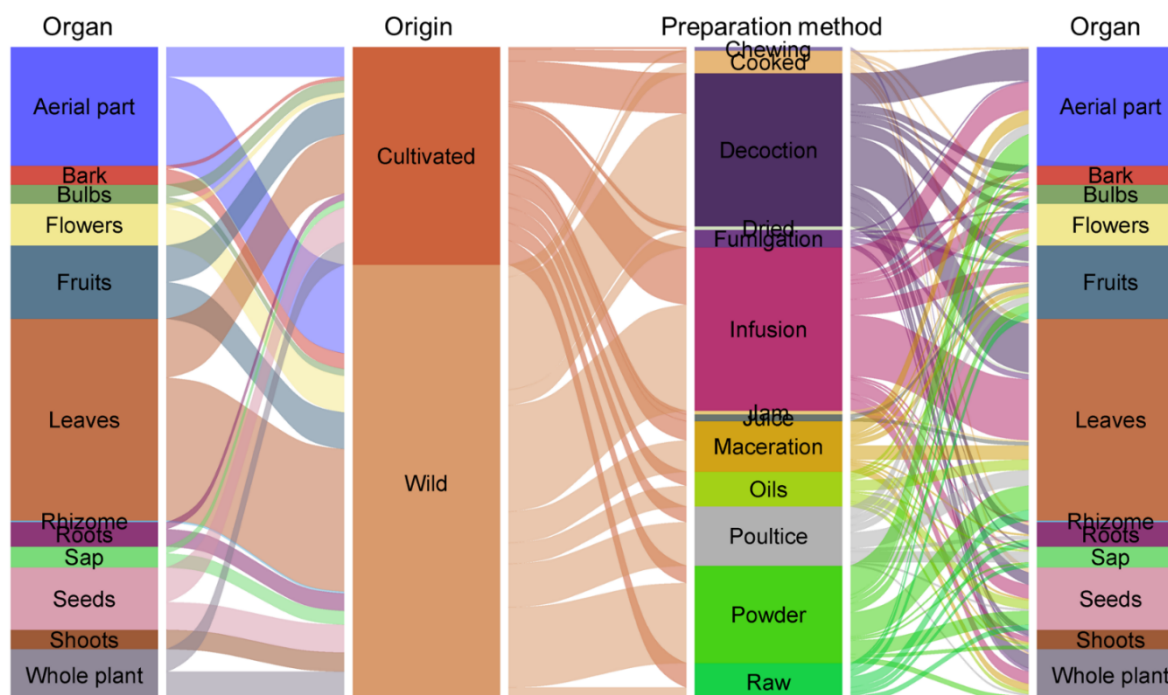 Organ
Origin
Preparation method
Organ
Aerial part
Bark
Bulbs
Flowers
Fruits
Leaves
Rhizome
Roots
Sap
Seeds
Shoots
Whole plant
Cultivated
Wild
Chewing
Cooked
Decoction
Dried
Fumigation
Infusion
Jam
Juice
Maceration
Oils
Poultice
Powder
Raw
Aerial part
Bark
Bulbs
Flowers
Fruits
Leaves
Rhizome
Roots
Sap
Seeds
Shoots
Whole plant